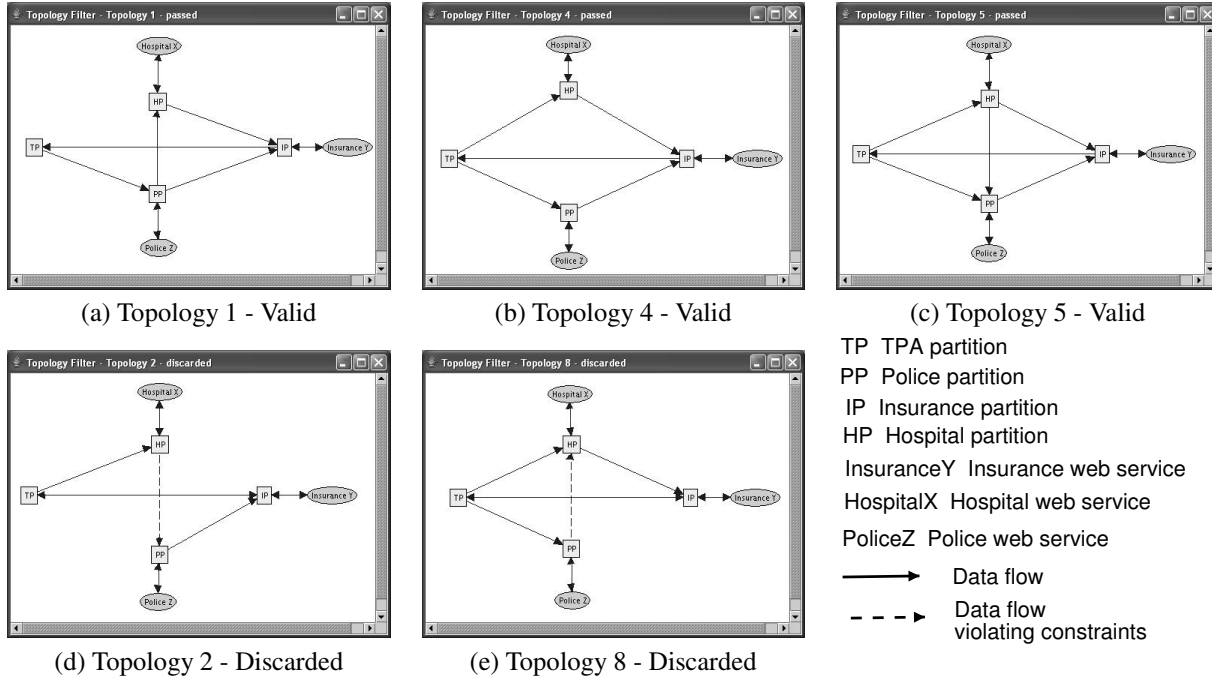 Topology Filter - Topology 1 - passed
Hospital X
HP
TP
IP
Insurance Y
PP
Police Z
(a) Topology 1 - Valid
Topology Filter - Topology 4 - passed
Hospital X
HP
TP
IP
Insurance Y
PP
Police Z
(b) Topology 4 - Valid
Topology Filter - Topology 5 - passed
Hospital X
HP
TP
IP
Insurance Y
PP
Police Z
(c) Topology 5 - Valid
Topology Filter - Topology 2 - discarded
Hospital X
HP
TP
IP
Insurance Y
PP
Police Z
(d) Topology 2 - Discarded
Topology Filter - Topology 8 - discarded
Hospital X
HP
TP
IP
Insurance Y
PP
Police Z
(e) Topology 8 - Discarded
TP TPA partition
PP Police partition
IP Insurance partition
HP Hospital partition
InsuranceY Insurance web service
HospitalX Hospital web service
PoliceZ Police web service
Data flow
Data flow
violating constraints